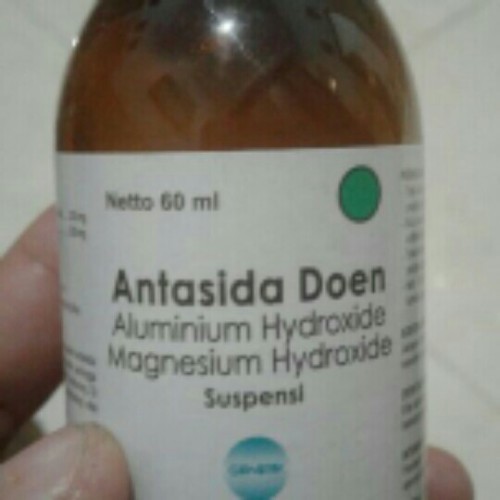 Netto 60 ml
Antasida Doen
Aluminium Hydroxide
Magnesium Hydroxide
Suspensi